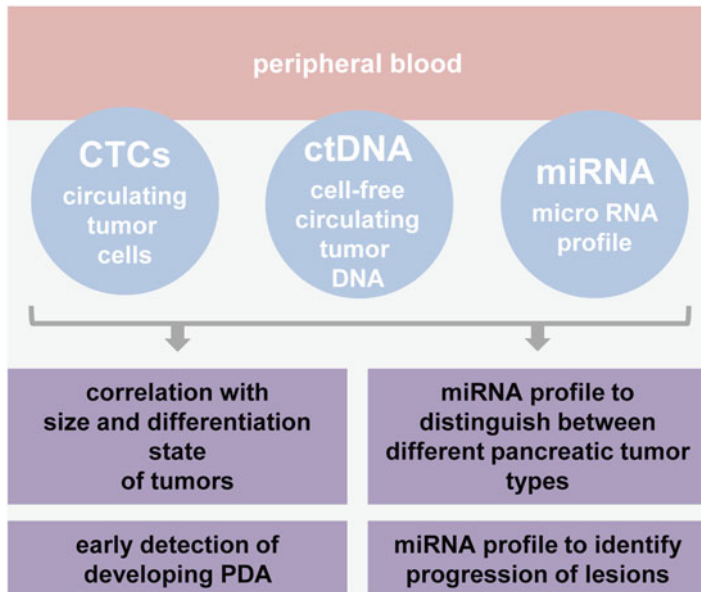 peripheral blood
CTCs
circulating
tumor
cells
ctDNA
cell-free
circulating
tumor
DNA
miRNA
micro RNA
profile
correlation with
size and differentiation
state
of tumors
miRNA profile to
distinguish between
different pancreatic tumor
types
early detection of
developing PDA
miRNA profile to identify
progression of lesions